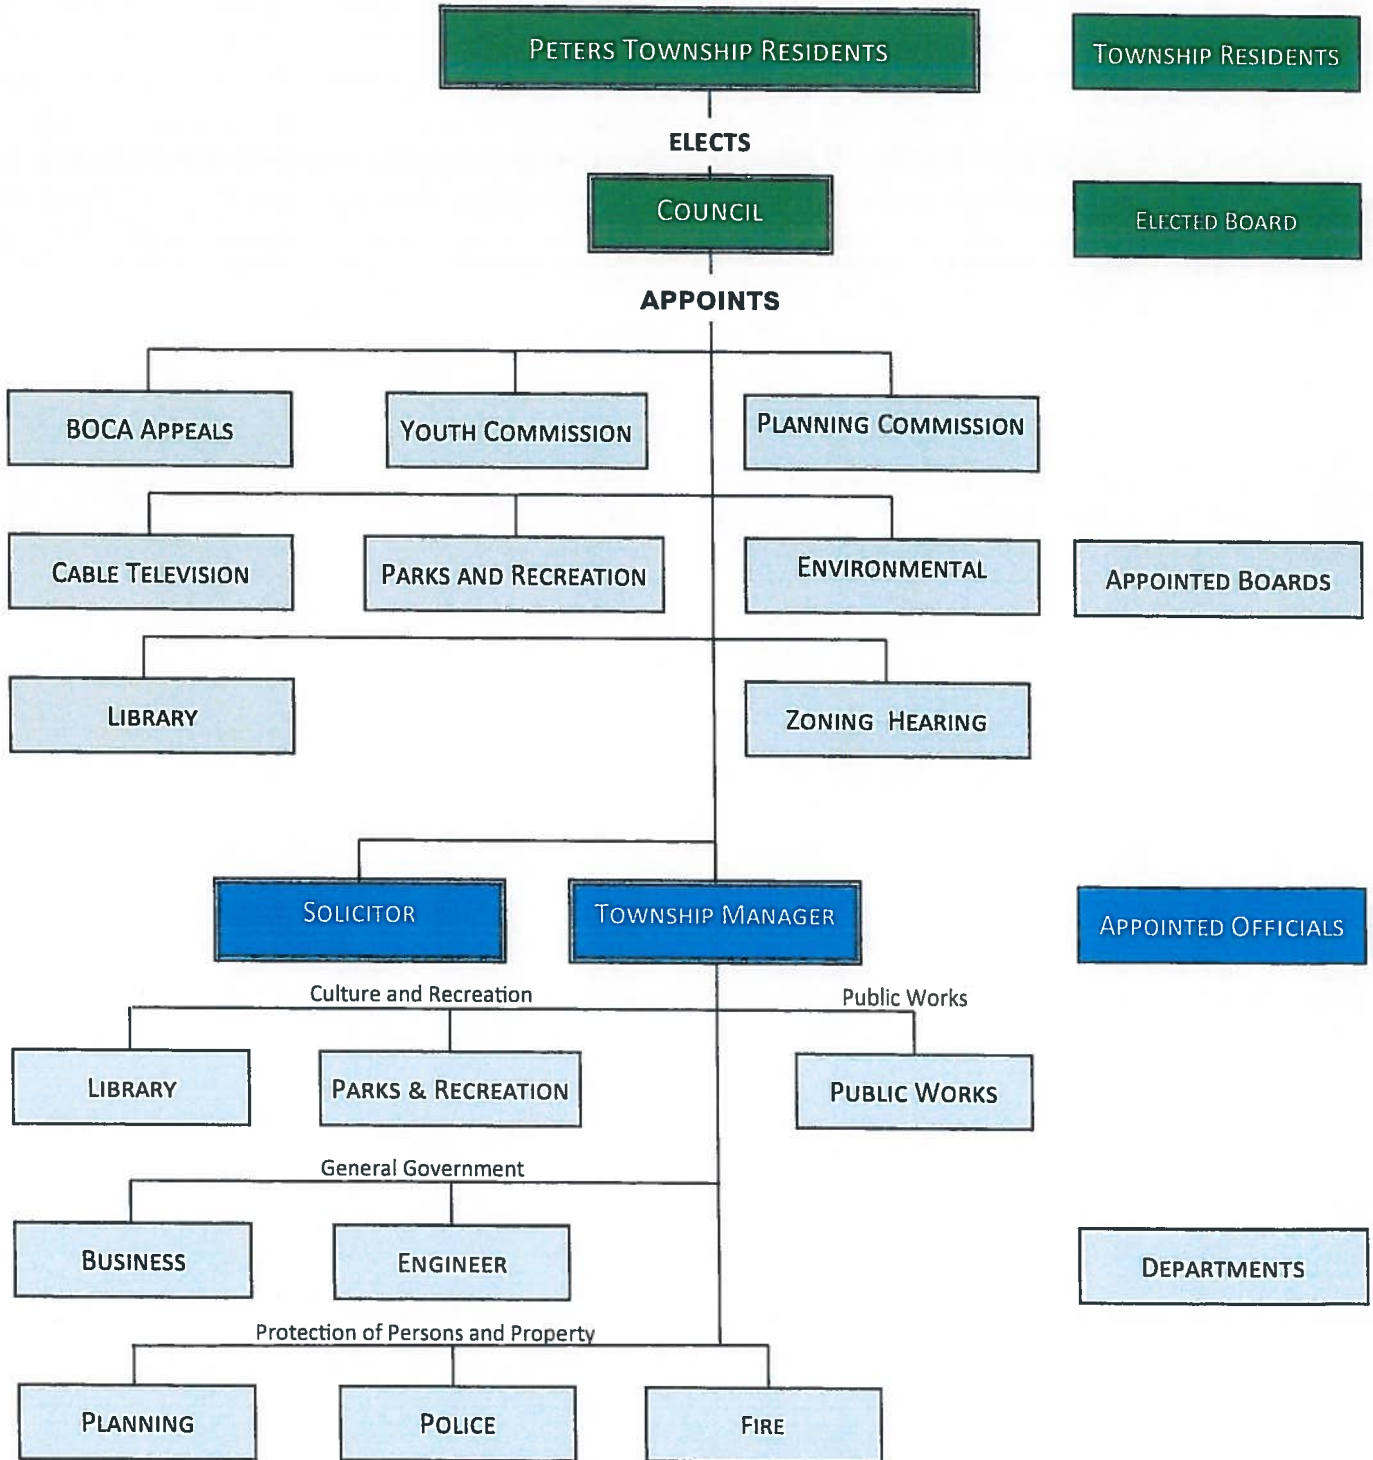 PETERS TOWNSHIP RESIDENTS
TOWNSHIP RESIDENTS
ELECTS
COUNCIL
ELECTED BOARD
APPOINTS
BOCA APPEALS
YOUTH COMMISSION
PLANNING COMMISSION
CABLE TELEVISION
PARKS AND RECREATION
ENVIRONMENTAL
APPOINTED BOARDS
LIBRARY
ZONING HEARING
SOLICITOR
TOWNSHIP MANAGER
APPOINTED OFFICIALS
Culture and Recreation
Public Works
LIBRARY
PARKS & RECREATION
PUBLIC WORKS
General Government
BUSINESS
ENGINEER
DEPARTMENTS
Protection of Persons and Property
PLANNING
POLICE
FIRE